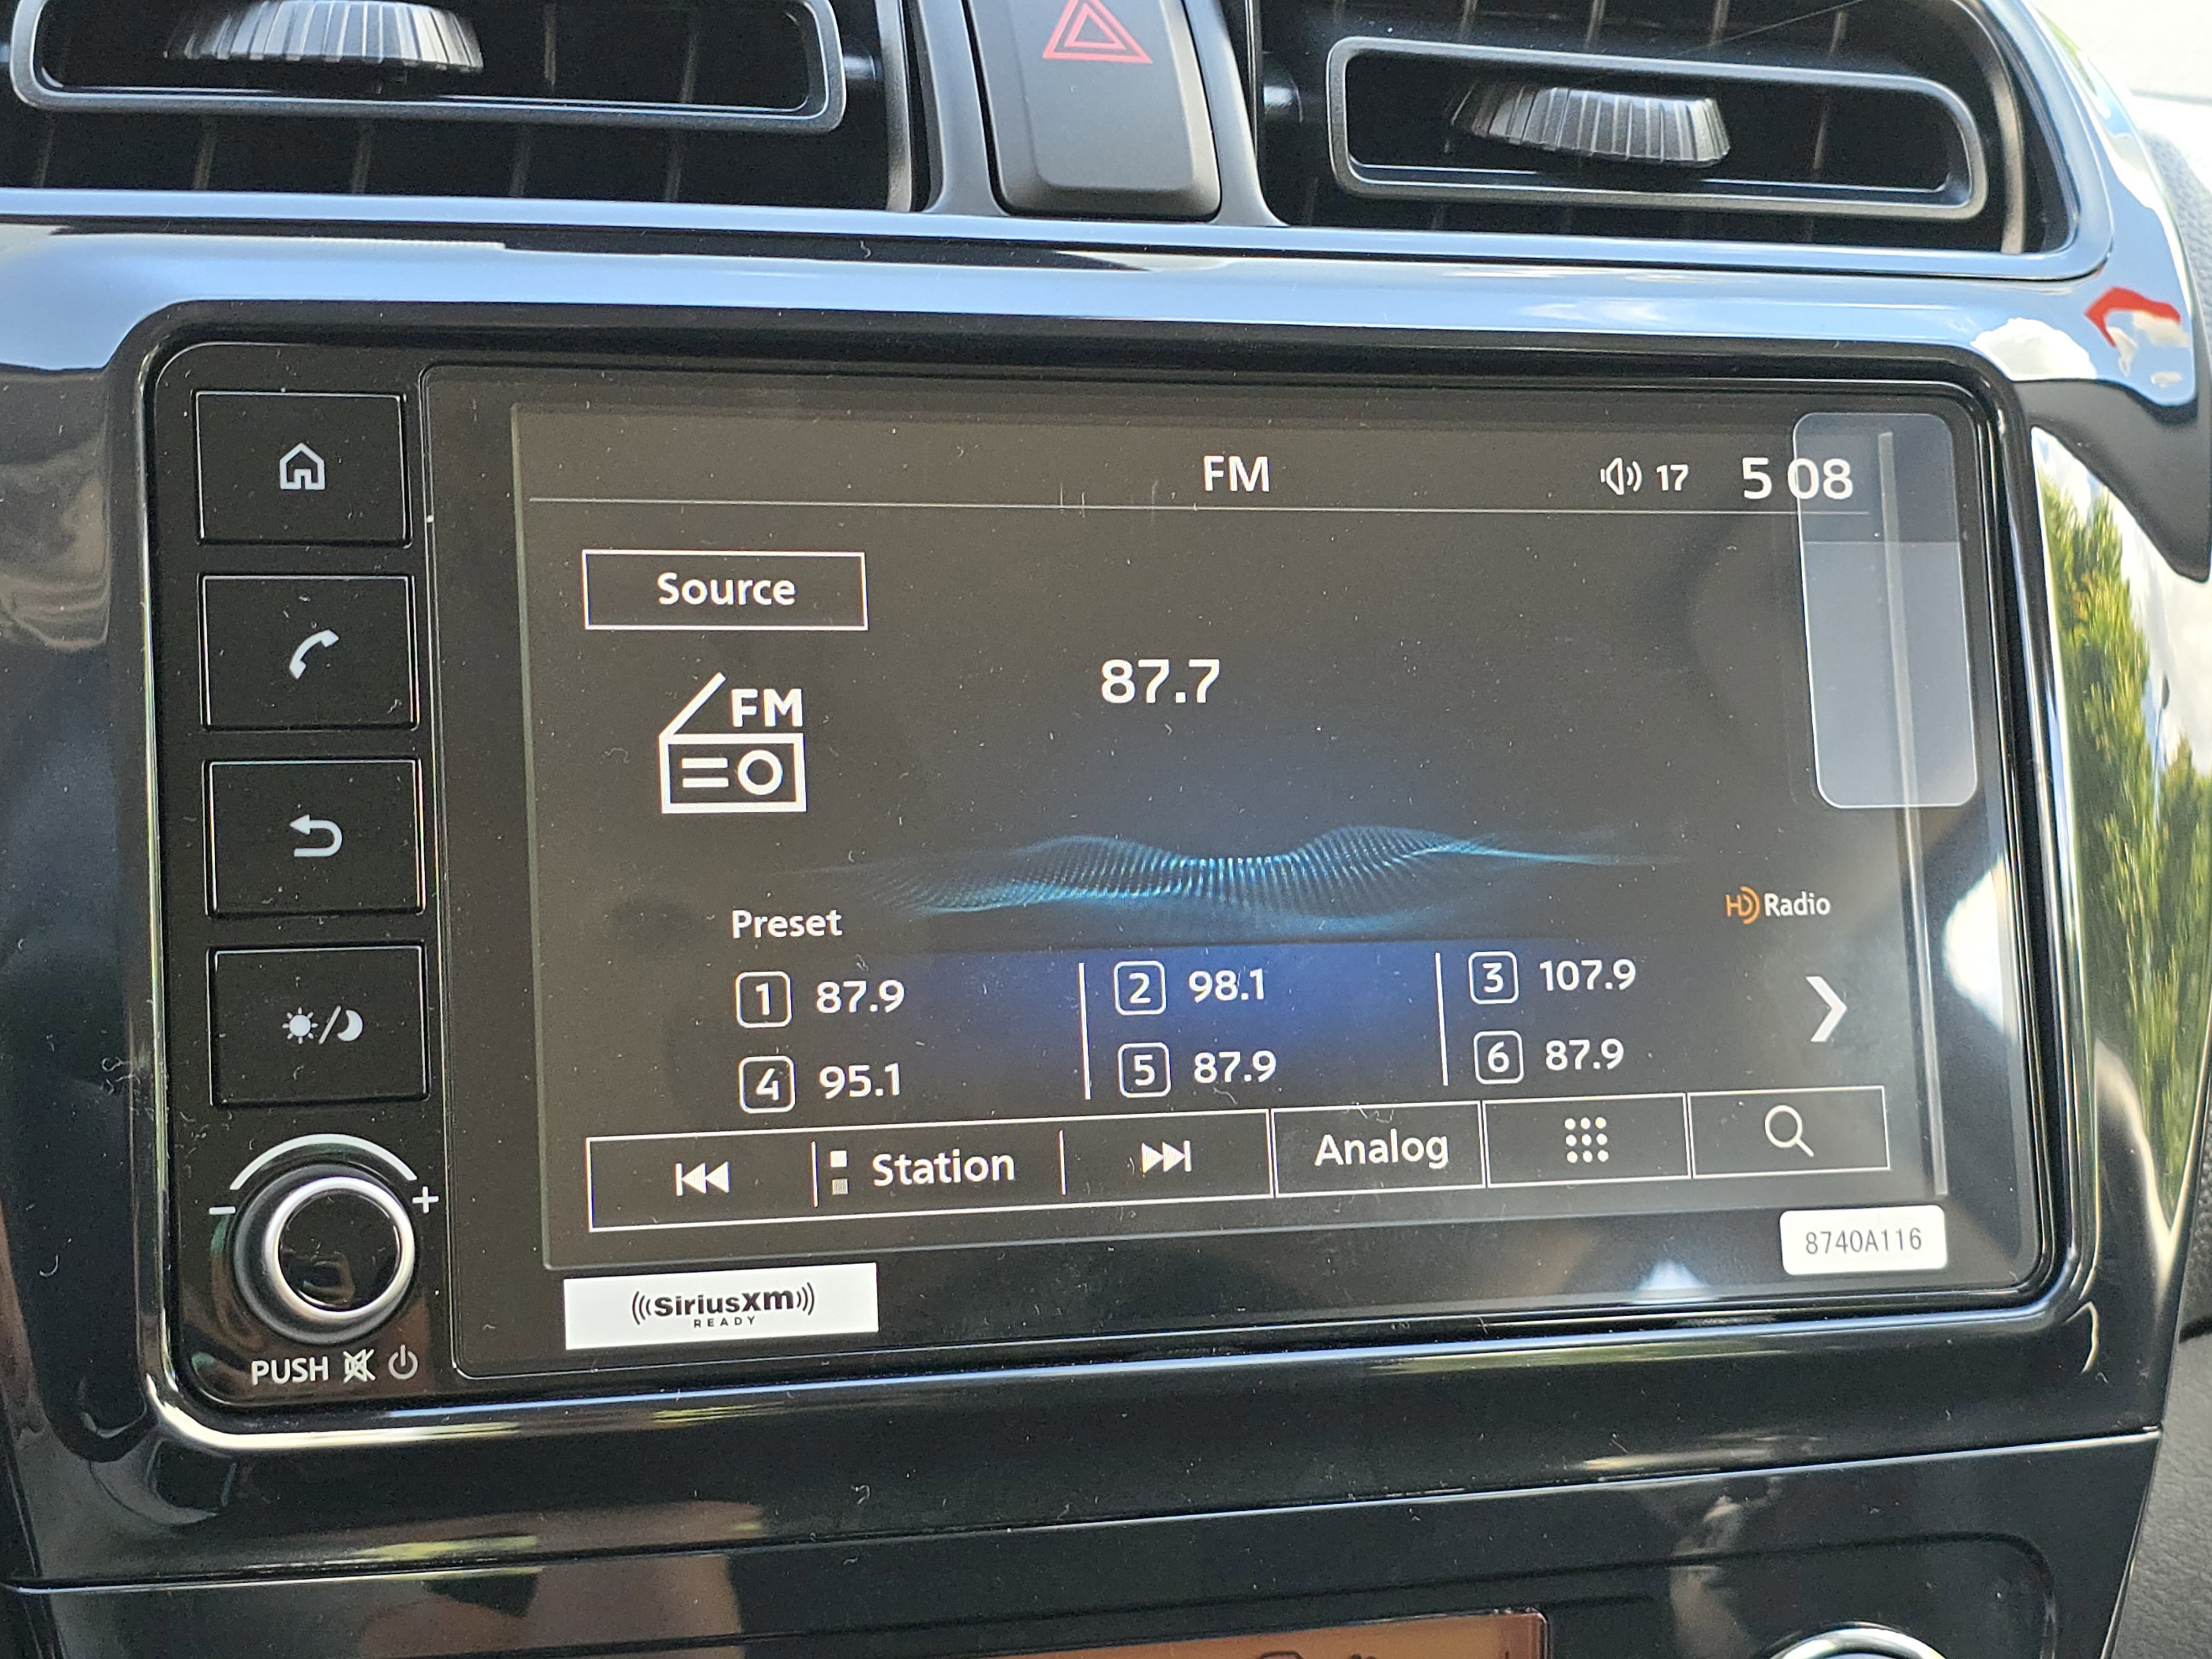 FM
17
5 08
Source
FM
87.7
HD Radio
Preset
1 87.9
2 98.1
3 107.9
4 95.1
5 87.9
6 87.9
Station
Analog
8740A116
((SiriusXm))
READY
- +
PUSH